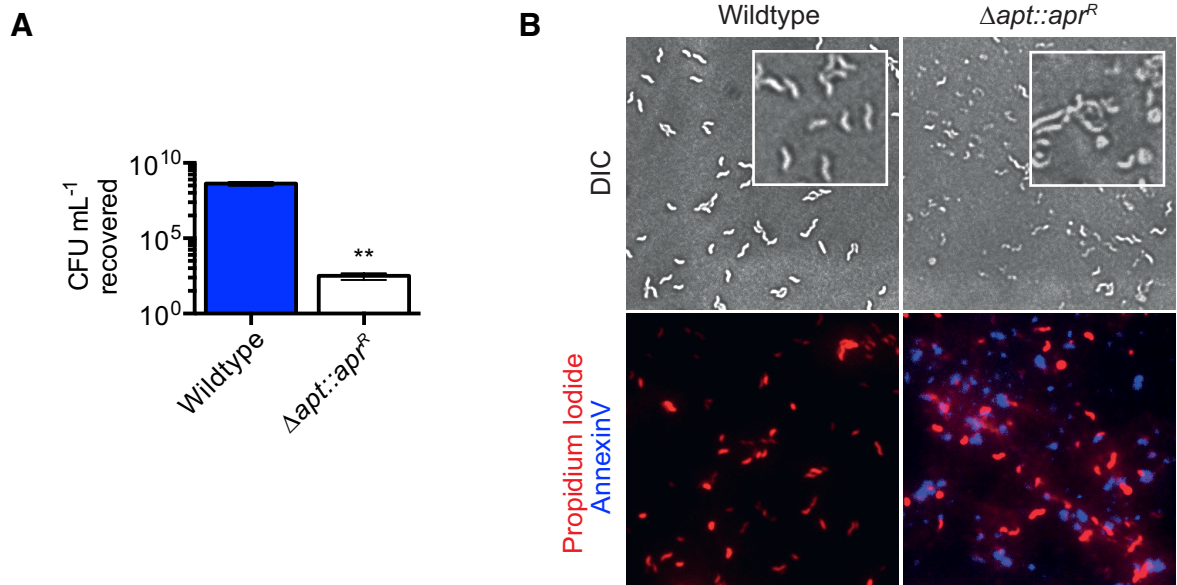 A
10¹⁰
10⁵
10⁰
CFU mL⁻¹
recovered
**
Wildtype
Δapt::aprᴿ
B
Wildtype
Δapt::aprᴿ
DIC
Propidium Iodide
AnnexinV